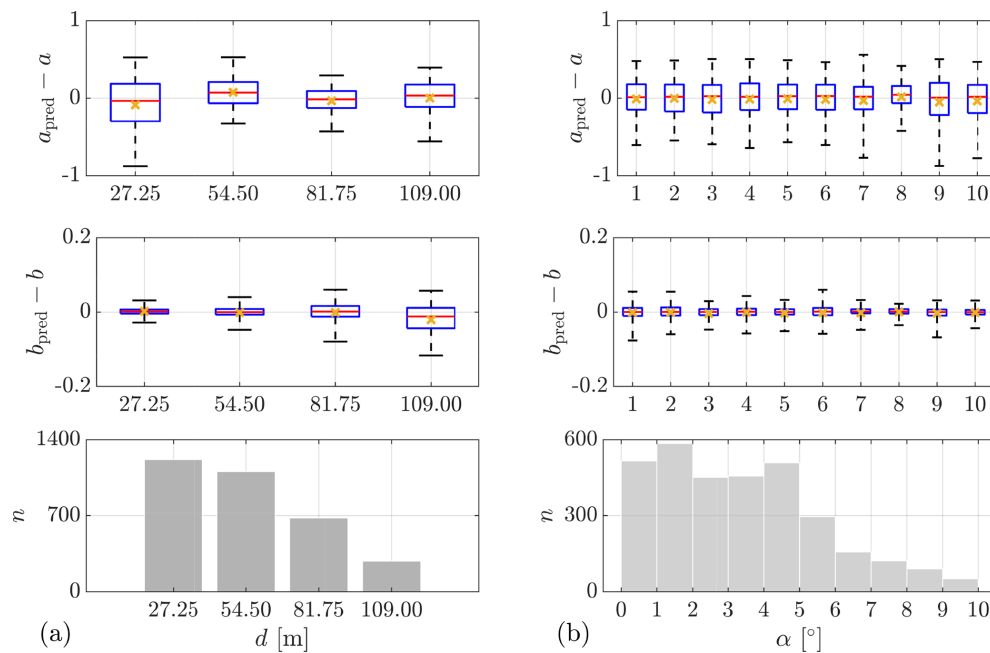 1
0
-1
a_pred − a
27.25 54.50 81.75 109.00
0.2
0
-0.2
b_pred − b
27.25 54.50 81.75 109.00
1400
700
0
n
27.25 54.50 81.75 109.00
(a) d [m]
1
0
-1
a_pred − a
1 2 3 4 5 6 7 8 9 10
0.2
0
-0.2
b_pred − b
1 2 3 4 5 6 7 8 9 10
600
300
0
n
0 1 2 3 4 5 6 7 8 9 10
(b) α [°]